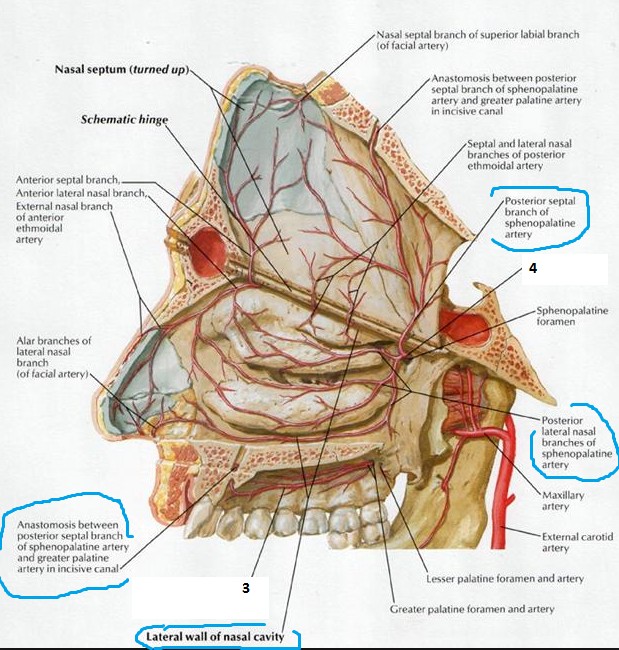 Nasal septal branch of superior labial branch
(of facial artery)
Nasal septum (turned up)
Anastomosis between posterior
septal branch of sphenopalatine
artery and greater palatine artery
in incisive canal
Schematic hinge
Septal and lateral nasal
branches of posterior
ethmoidal artery
Anterior septal branch,
Anterior lateral nasal branch,
External nasal branch
of anterior
ethmoidal
artery
Posterior septal
branch of
sphenopalatine
artery
4
Sphenopalatine
foramen
Alar branches of
lateral nasal
branch
(of facial artery)
Posterior
lateral nasal
branches of
sphenopalatine
artery
Maxillary
artery
Anastomosis between
posterior septal branch
of sphenopalatine artery
and greater palatine
artery in incisive canal
External carotid
artery
Lesser palatine foramen and artery
3
Greater palatine foramen and artery
Lateral wall of nasal cavity